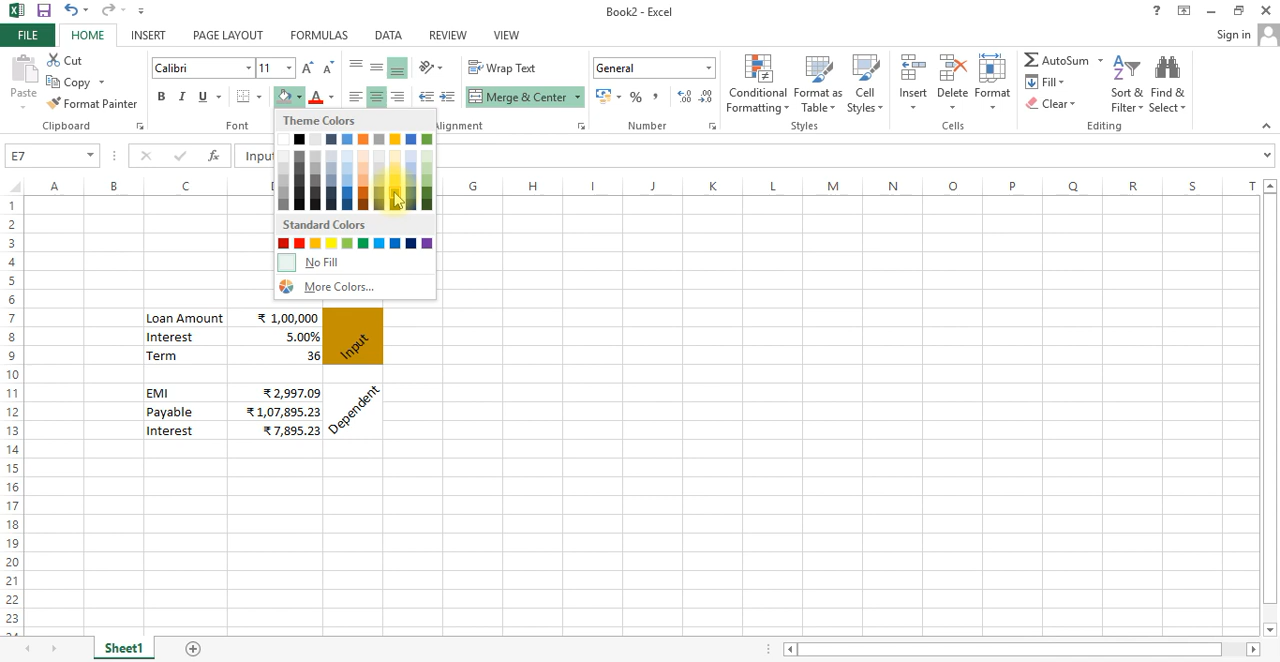 Book2 - Excel
?
FILE
HOME
INSERT
PAGE LAYOUT
FORMULAS
DATA
REVIEW
VIEW
Sign in
Paste
Cut
Copy
Format Painter
Clipboard
Calibri
11
B I U
Font
Wrap Text
Merge & Center
Alignment
General
%
Number
Conditional Formatting
Format as Table
Cell Styles
Styles
Insert
Delete
Format
Cells
AutoSum
Fill
Clear
Sort & Filter
Find & Select
Editing
E7
fx
Theme Colors
Standard Colors
No Fill
More Colors...
A B C G H I J K L M N O P Q R S T
1
2
3
4
5
6
7 Loan Amount ₹ 1,00,000 Input
8 Interest 5.00%
9 Term 36
10
11 EMI ₹ 2,997.09 Dependent
12 Payable ₹ 1,07,895.23
13 Interest ₹ 7,895.23
14
15
16
17
18
19
20
21
22
23
Sheet1